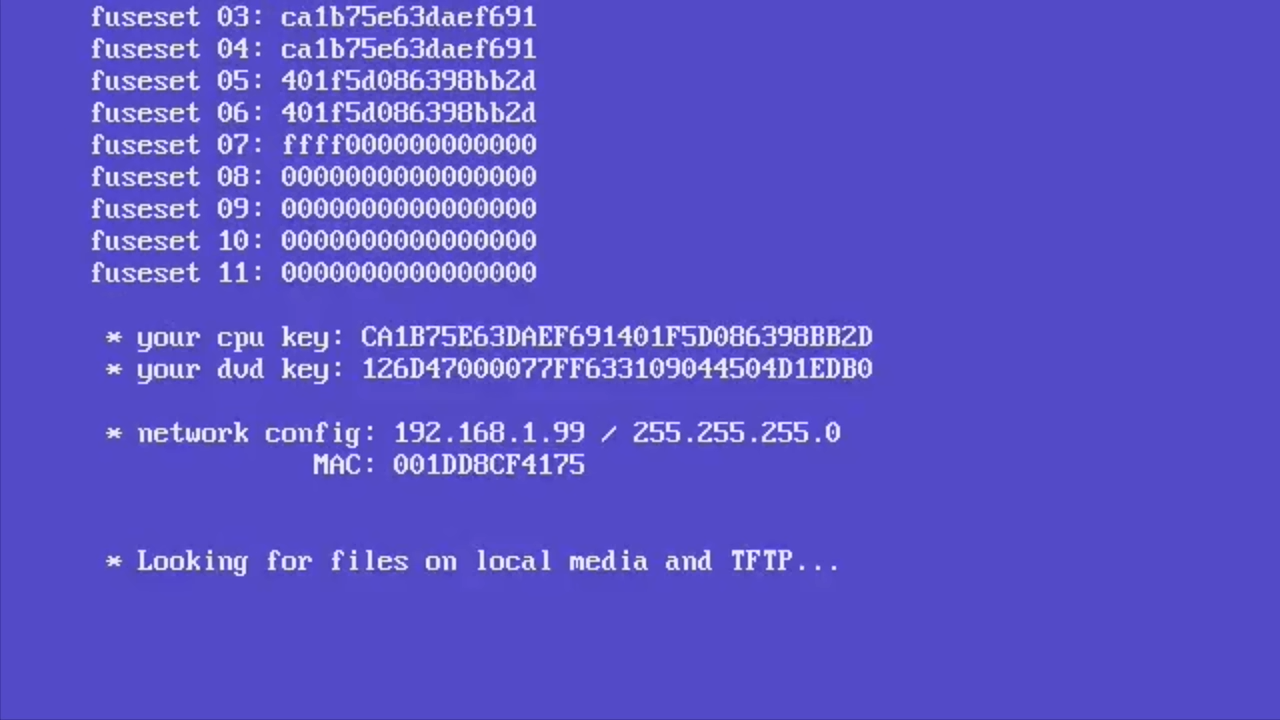 fuseset 03: ca1b75e63daef691
fuseset 04: ca1b75e63daef691
fuseset 05: 401f5d086398bb2d
fuseset 06: 401f5d086398bb2d
fuseset 07: ffff000000000000
fuseset 08: 0000000000000000
fuseset 09: 0000000000000000
fuseset 10: 0000000000000000
fuseset 11: 0000000000000000
* your cpu key: CA1B75E63DAEF691401F5D086398BB2D
* your dvd key: 126D47000077FF633109044504D1EDB0
* network config: 192.168.1.99 / 255.255.255.0
MAC: 001DD8CF4175
* Looking for files on local media and TFTP...